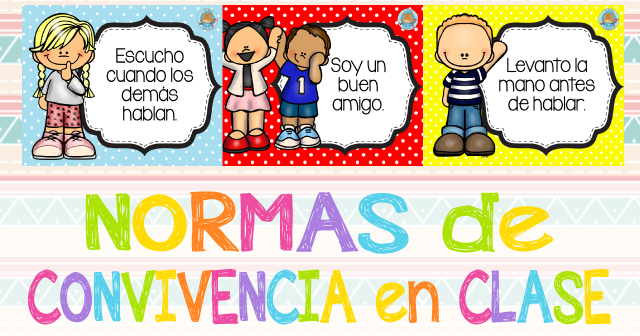 Escucho
cuando los
demás
hablan.
Soy un
buen
amigo.
Levanto la
mano antes
de hablar.
1
NORMAS de
CONVIVENCIA en CLASE